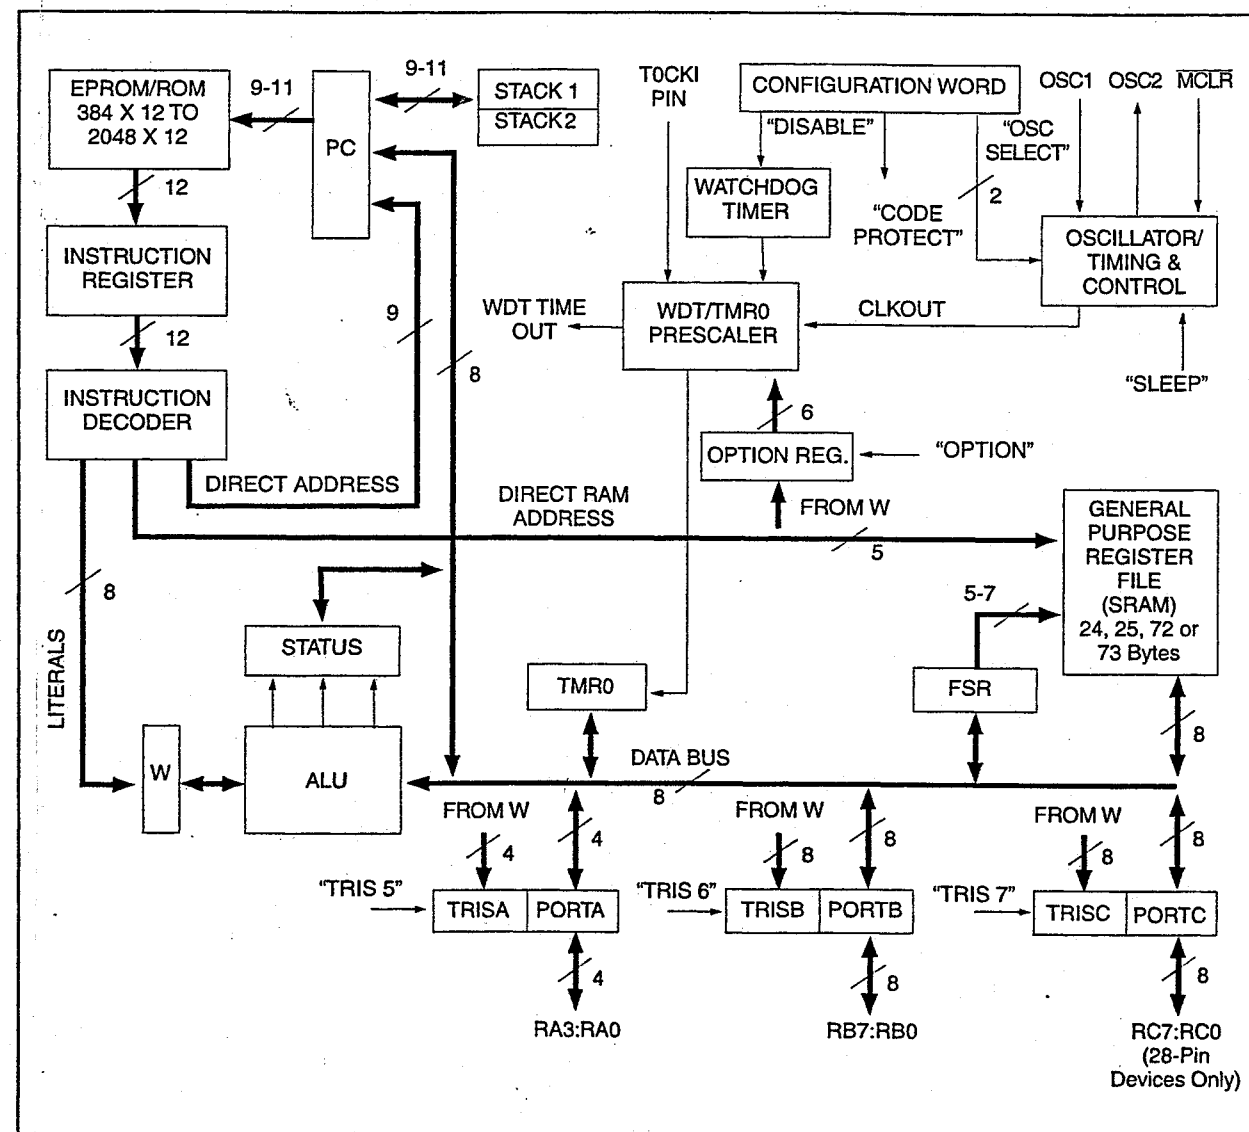 EPROM/ROM
384 X 12 TO
2048 X 12
9-11
PC
9-11
STACK 1
STACK2
T0CKI
PIN
CONFIGURATION WORD
OSC1
OSC2
MCLR
"DISABLE"
"OSC
SELECT"
12
WATCHDOG
TIMER
"CODE
PROTECT"
2
INSTRUCTION
REGISTER
OSCILLATOR/
TIMING &
CONTROL
9
WDT TIME
OUT
WDT/TMR0
PRESCALER
CLKOUT
12
8
"SLEEP"
INSTRUCTION
DECODER
6
OPTION REG.
"OPTION"
DIRECT ADDRESS
DIRECT RAM
ADDRESS
FROM W
5
GENERAL
PURPOSE
REGISTER
FILE
(SRAM)
24, 25, 72 or
73 Bytes
8
LITERALS
5-7
STATUS
TMR0
FSR
8
W
ALU
DATA BUS
8
FROM W
4
4
FROM W
8
8
FROM W
8
8
"TRIS 5"
TRISA
PORTA
"TRIS 6"
TRISB
PORTB
"TRIS 7"
TRISC
PORTC
4
8
8
RA3:RA0
RB7:RB0
RC7:RC0
(28-Pin
Devices Only)